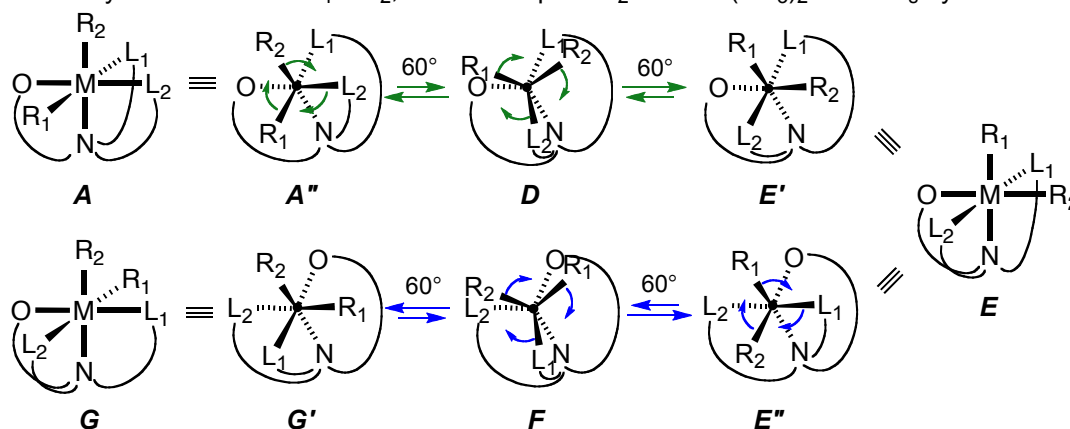 R2 L1 O M L2 R1 N
R1 L1 R2 O L2 R1 N
60°
L1 R1 R2 O N L2
60°
R1 L1 O R2 L2 N
A
A"
D
E'
R1 L1 O M R2 L2 N
E
R2 R1 O M L1 L2 N
R2 O L2 R1 L1 N
60°
O R1 R2 L2 L1 N
60°
R1 O L2 L1 R2 N
G
G'
F
E"